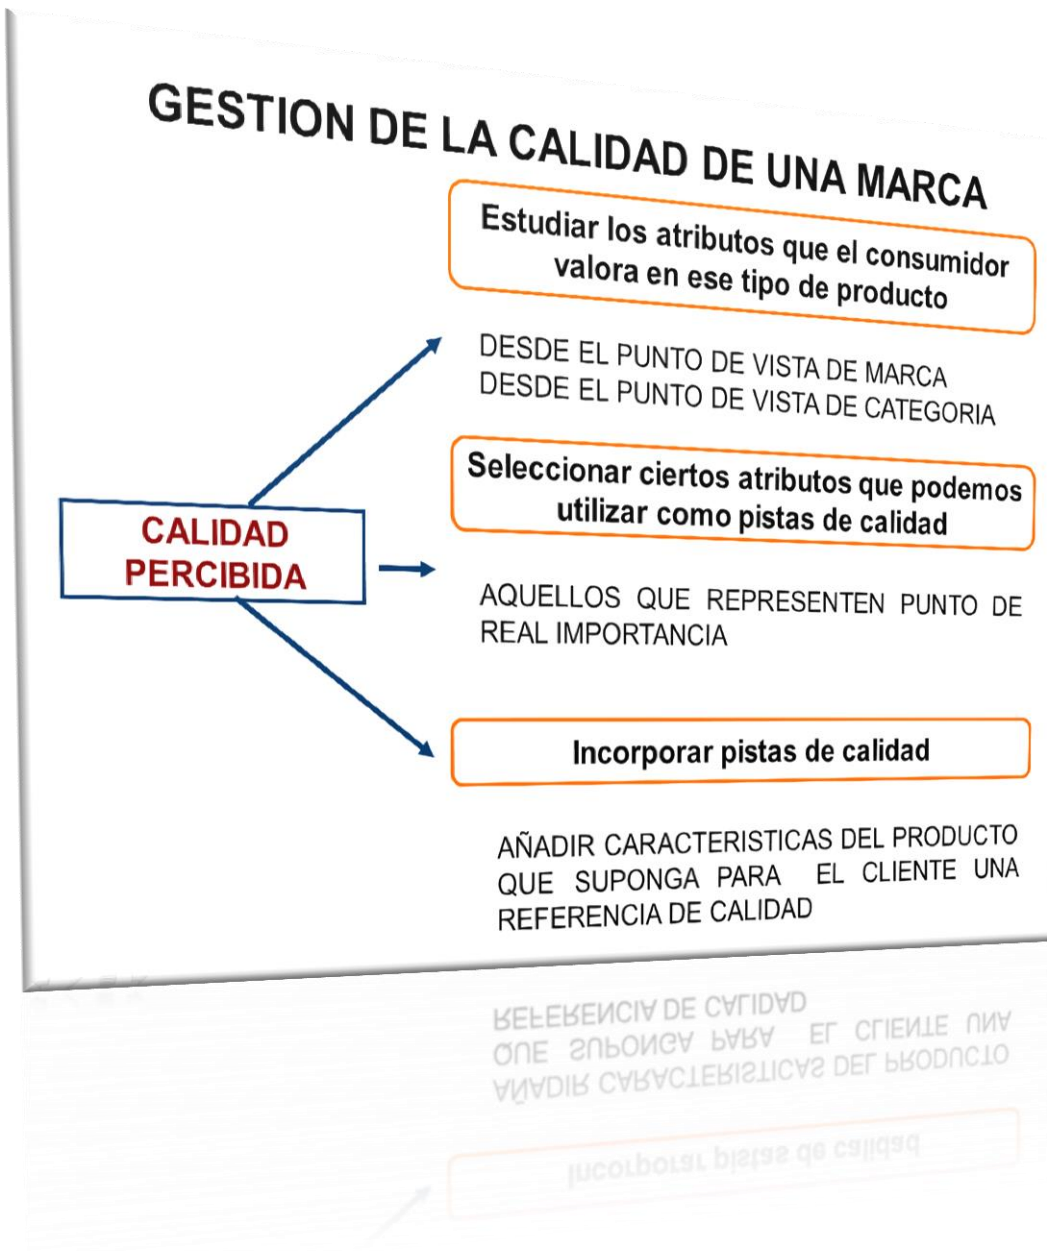 GESTION DE LA CALIDAD DE UNA MARCA
Estudiar los atributos que el consumidor
valora en ese tipo de producto
DESDE EL PUNTO DE VISTA DE MARCA
DESDE EL PUNTO DE VISTA DE CATEGORIA
Seleccionar ciertos atributos que podemos
utilizar como pistas de calidad
CALIDAD
PERCIBIDA
AQUELLOS QUE REPRESENTEN PUNTO DE
REAL IMPORTANCIA
Incorporar pistas de calidad
AÑADIR CARACTERISTICAS DEL PRODUCTO
QUE SUPONGA PARA EL CLIENTE UNA
REFERENCIA DE CALIDAD